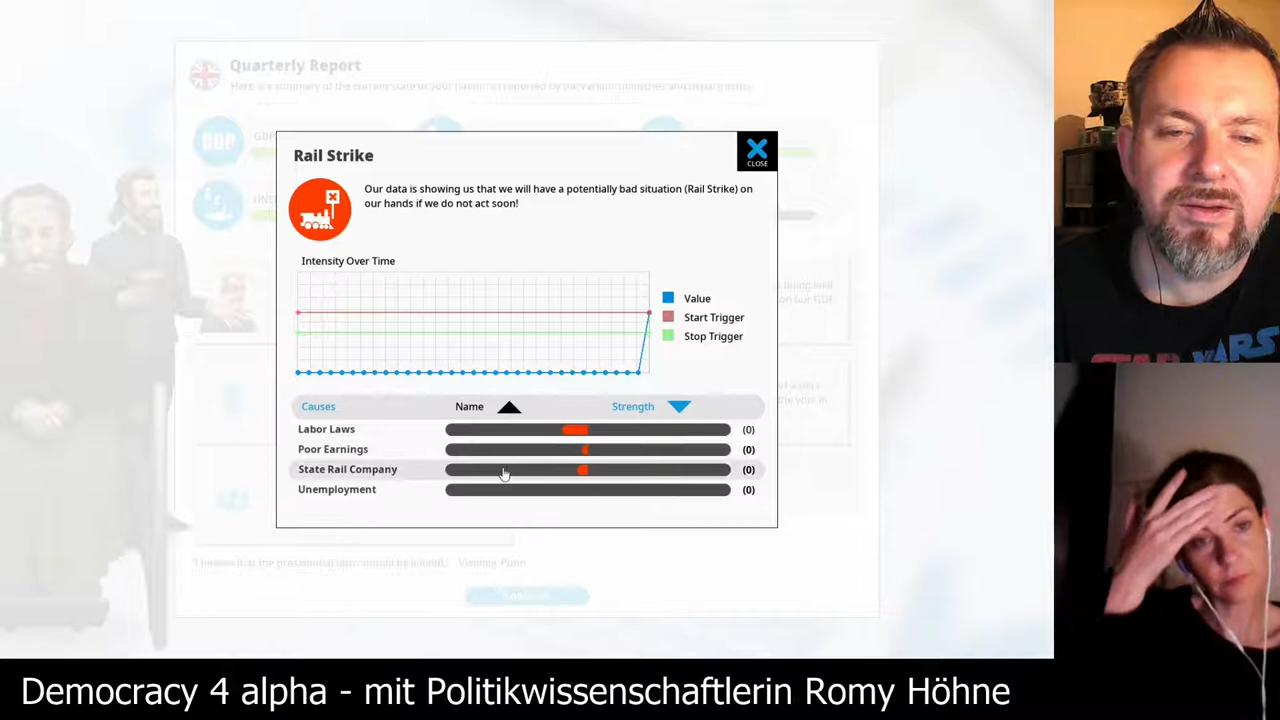 Quarterly Report
Rail Strike
CLOSE
Our data is showing us that we will have a potentially bad situation (Rail Strike) on
our hands if we do not act soon!
Intensity Over Time
Value
Start Trigger
Stop Trigger
Causes Name Strength
Labor Laws (0)
Poor Earnings (0)
State Rail Company (0)
Unemployment (0)
GDP
STAR WARS
Democracy 4 alpha - mit Politikwissenschaftlerin Romy Höhne